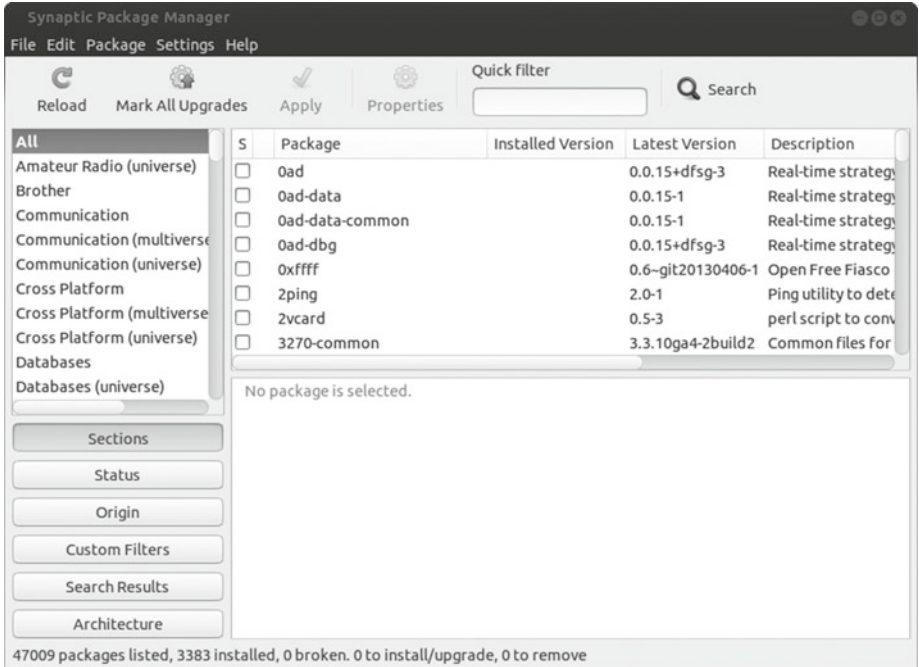 Synaptic Package Manager
File Edit Package Settings Help
Reload Mark All Upgrades Apply Properties Quick filter Search
All
Amateur Radio (universe)
Brother
Communication
Communication (multiverse
Communication (universe)
Cross Platform
Cross Platform (multiverse
Cross Platform (universe)
Databases
Databases (universe)
Sections
Status
Origin
Custom Filters
Search Results
Architecture
S Package Installed Version Latest Version Description
0ad 0.0.15+dfsg-3 Real-time strategy
0ad-data 0.0.15-1 Real-time strategy
0ad-data-common 0.0.15-1 Real-time strategy
0ad-dbg 0.0.15+dfsg-3 Real-time strategy
0xffff 0.6~git20130406-1 Open Free Fiasco
2ping 2.0-1 Ping utility to dete
2vcard 0.5-3 perl script to conv
3270-common 3.3.10ga4-2build2 Common files for
No package is selected.
47009 packages listed, 3383 installed, 0 broken. 0 to install/upgrade, 0 to remove